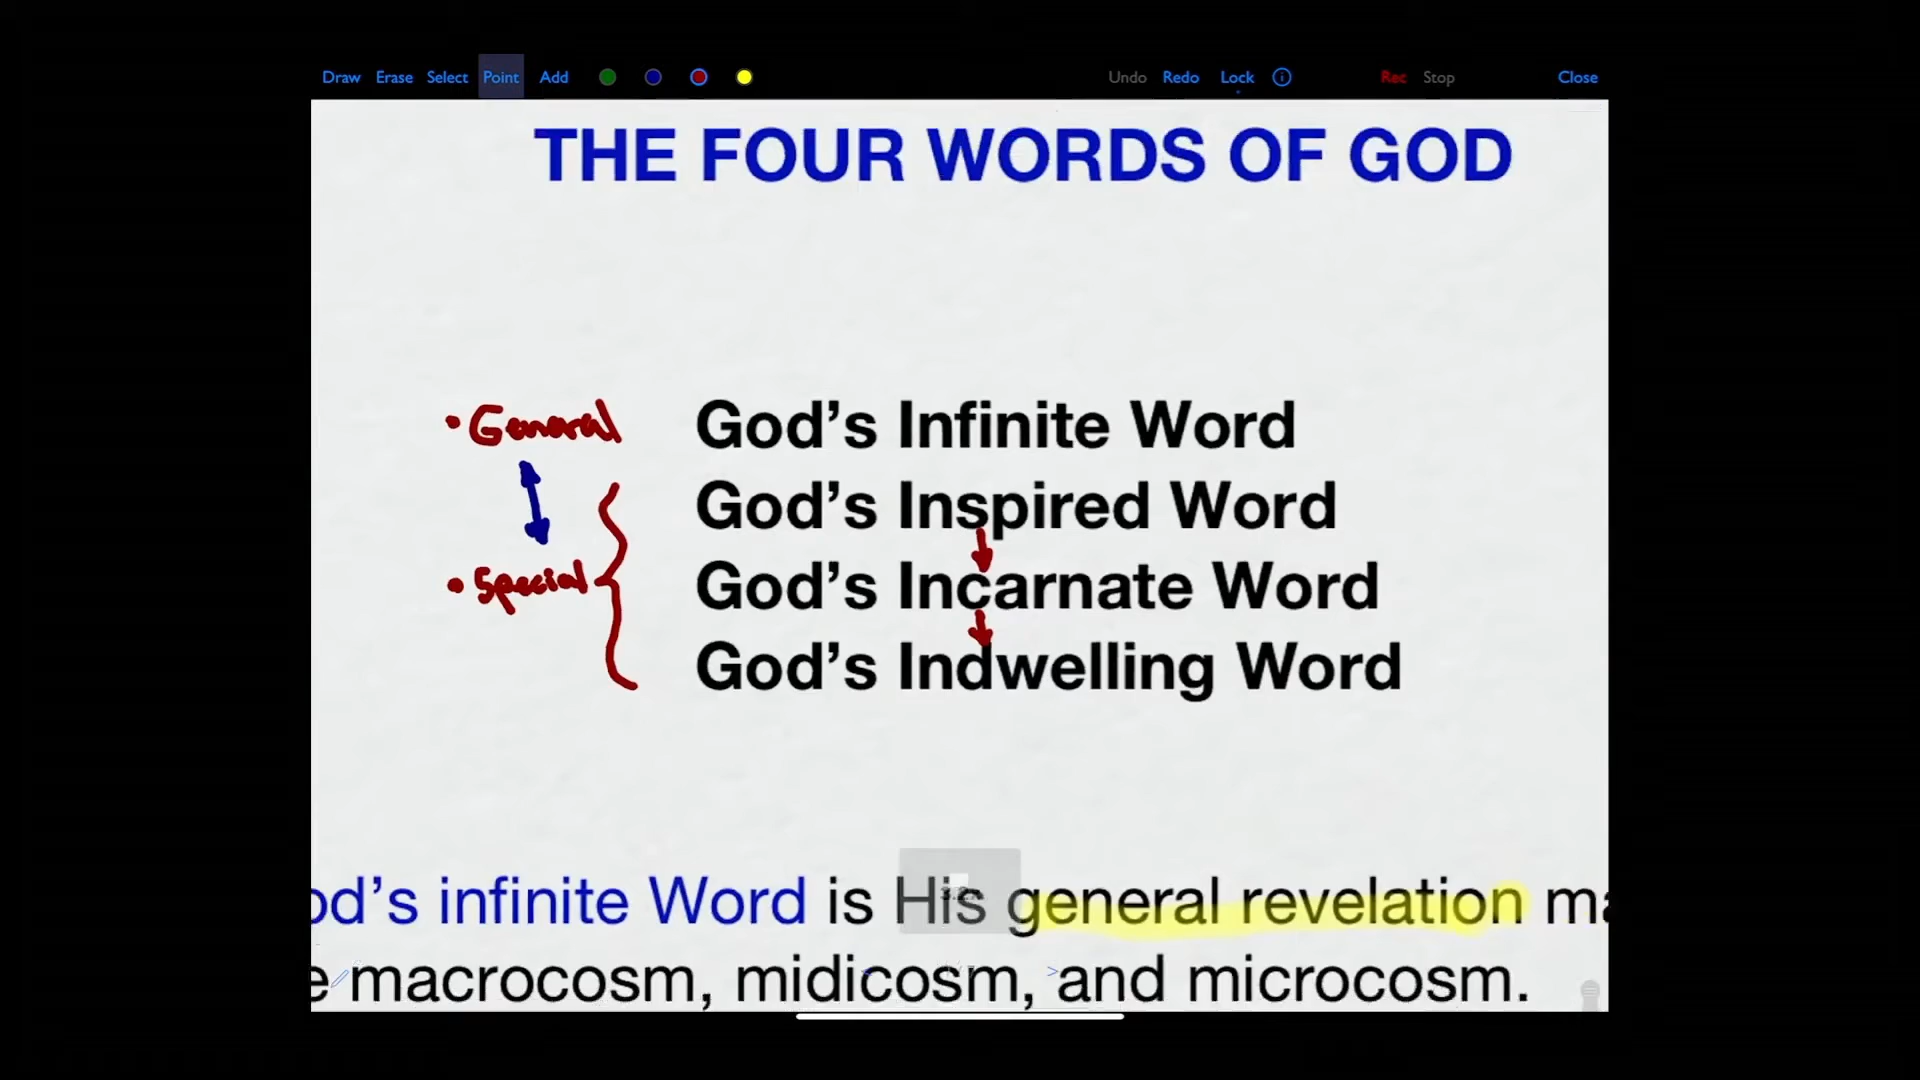 Draw Erase Select Point Add Undo Redo Lock Rec Stop Close
THE FOUR WORDS OF GOD
• General God's Infinite Word
God's Inspired Word
• Special God's Incarnate Word
God's Indwelling Word
od's infinite Word is His general revelation ma
e macrocosm, midicosm, and microcosm.